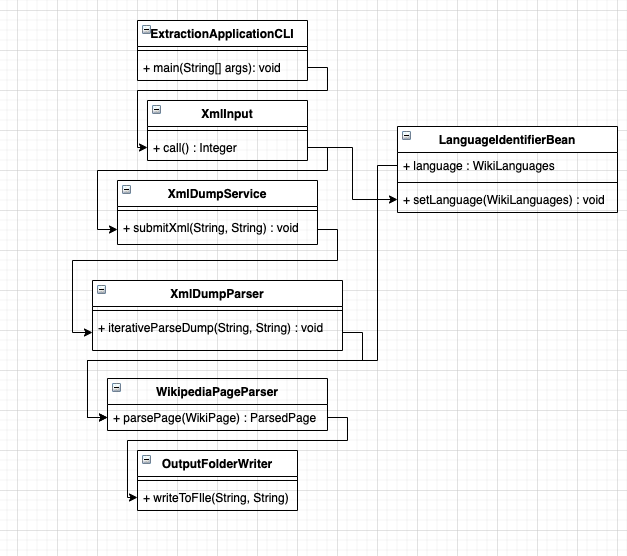 ExtractionApplicationCLI
+ main(String[] args): void
XmlInput
+ call() : Integer
LanguageIdentifierBean
+ language : WikiLanguages
+ setLanguage(WikiLanguages) : void
XmlDumpService
+ submitXml(String, String) : void
XmlDumpParser
+ iterativeParseDump(String, String) : void
WikipediaPageParser
+ parsePage(WikiPage) : ParsedPage
OutputFolderWriter
+ writeToFIle(String, String)